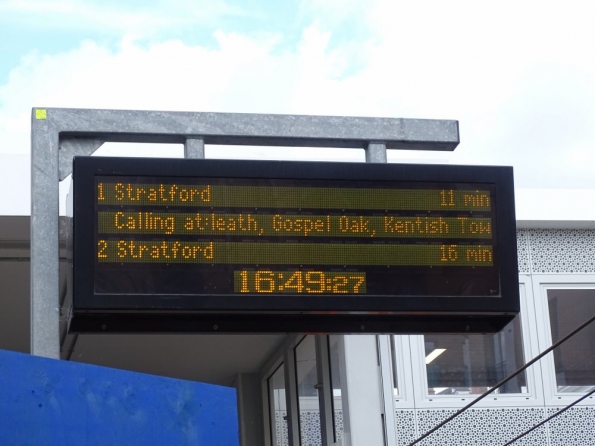 1 Stratford 11 min
Calling at:leath, Gospel Oak, Kentish Tow
2 Stratford 16 min
16:49:27